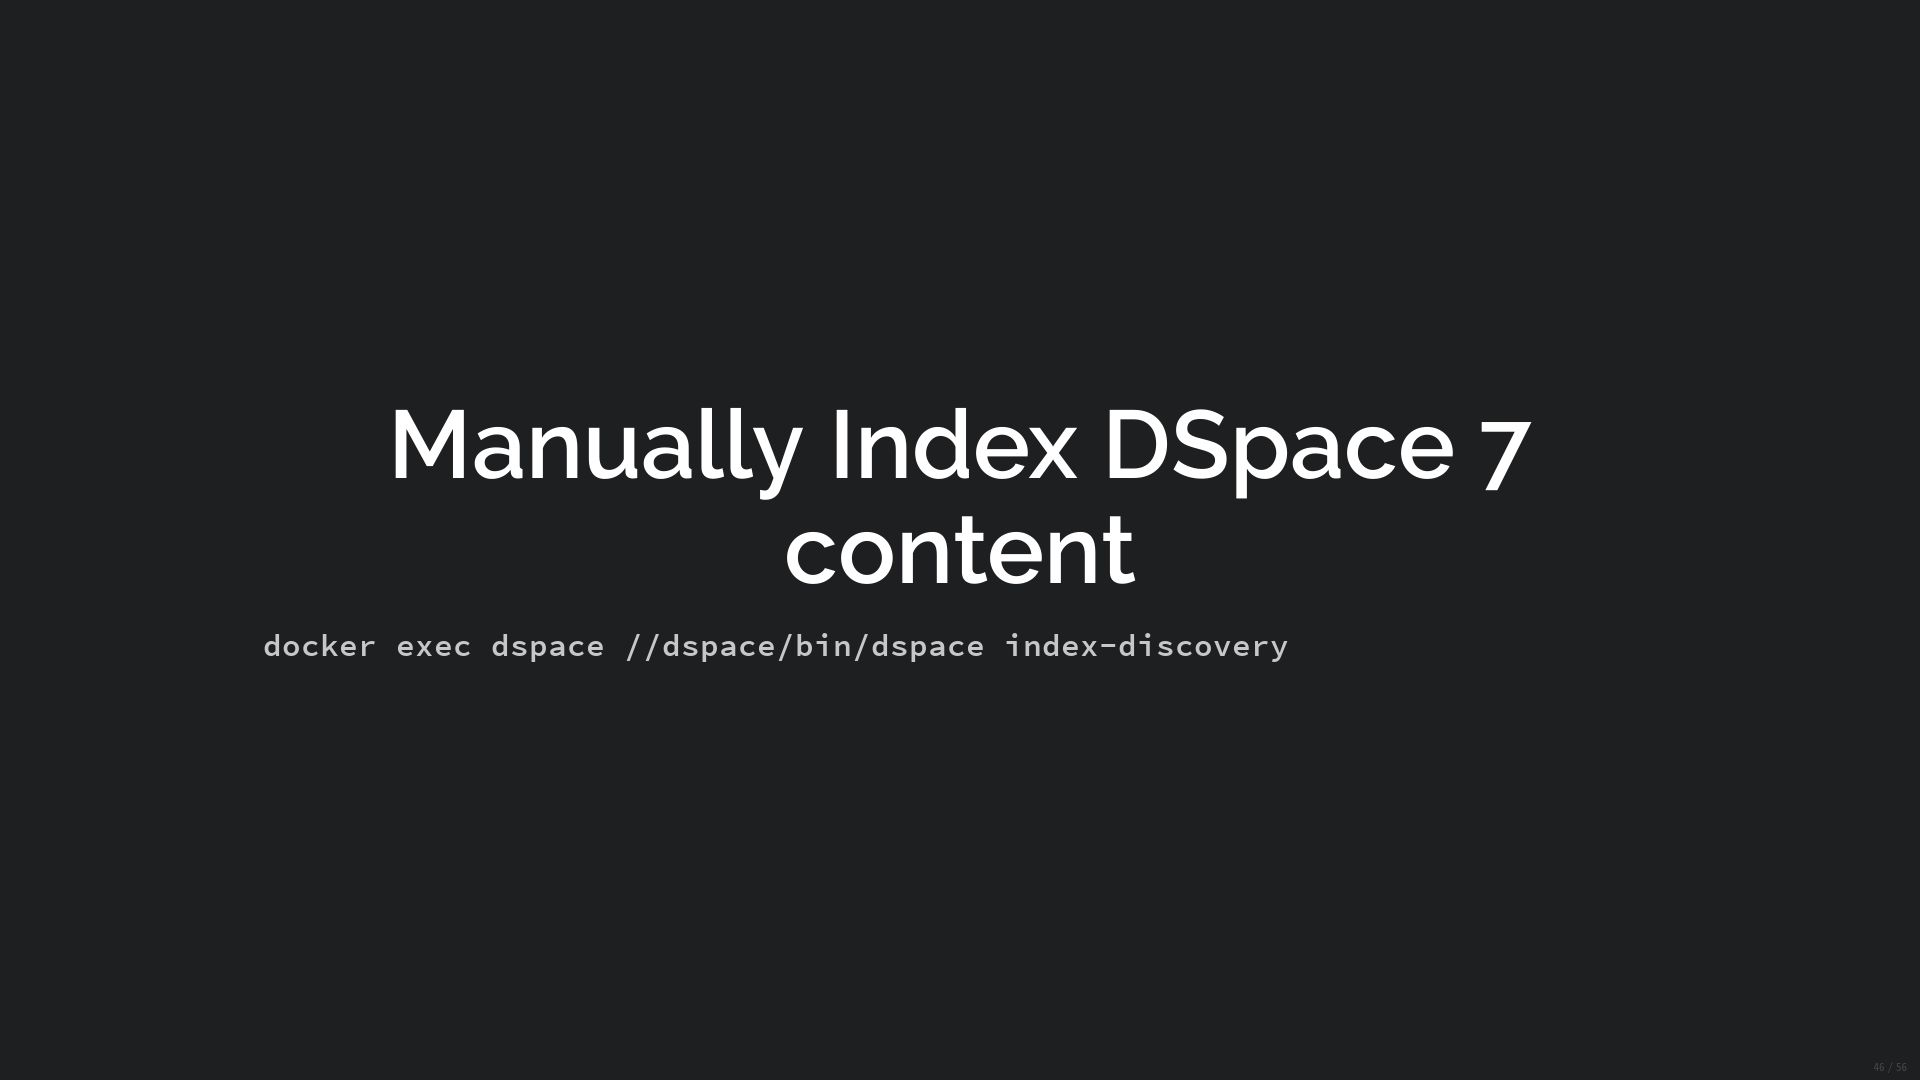 Manually Index DSpace 7
content
docker exec dspace //dspace/bin/dspace index-discovery
46 / 56